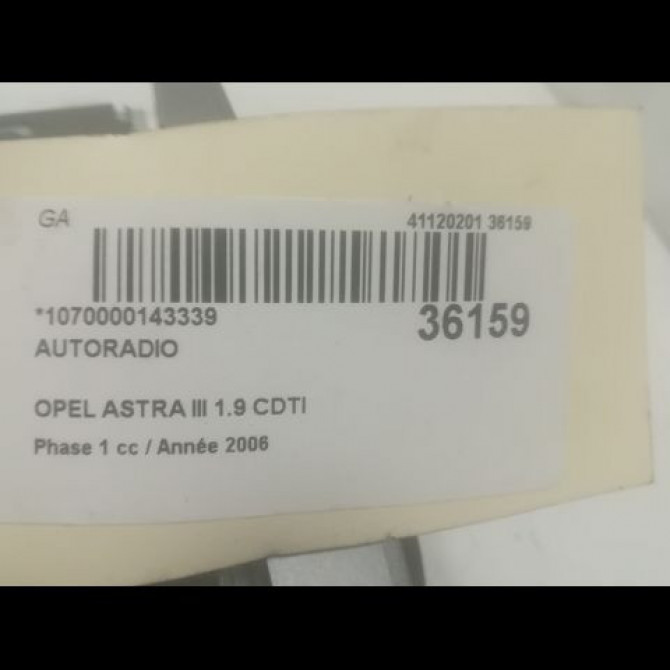 GA 41120201 36159
*1070000143339 36159
AUTORADIO
OPEL ASTRA III 1.9 CDTI
Phase 1 cc / Année 2006